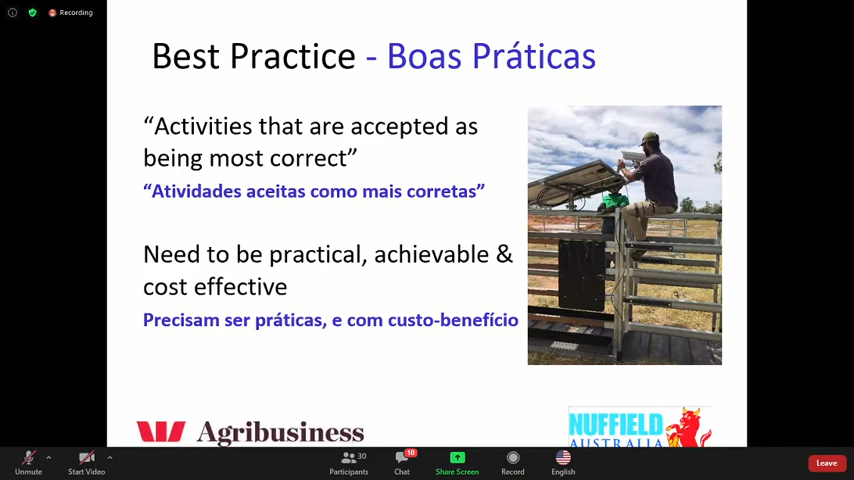 Recording
Best Practice - Boas Práticas
“Activities that are accepted as
being most correct”
“Atividades aceitas como mais corretas”
Need to be practical, achievable &
cost effective
Precisam ser práticas, e com custo-benefício
Agribusiness
NUFFIELD
AUSTRALIA
Unmute
Start Video
30
Participants
10
Chat
Share Screen
Record
English
Leave